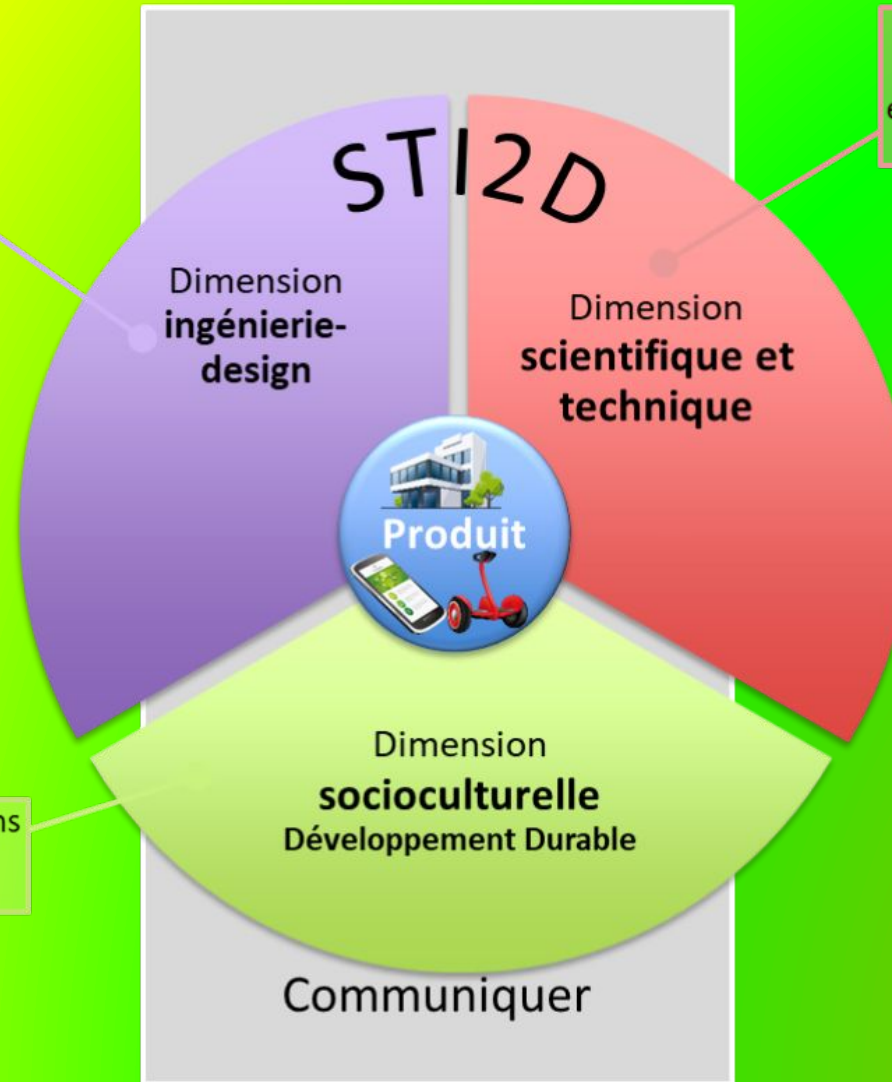 STI2D
Dimension
ingénierie-
design
Dimension
scientifique et
technique
Produit
Dimension
socioculturelle
Développement Durable
Communiquer